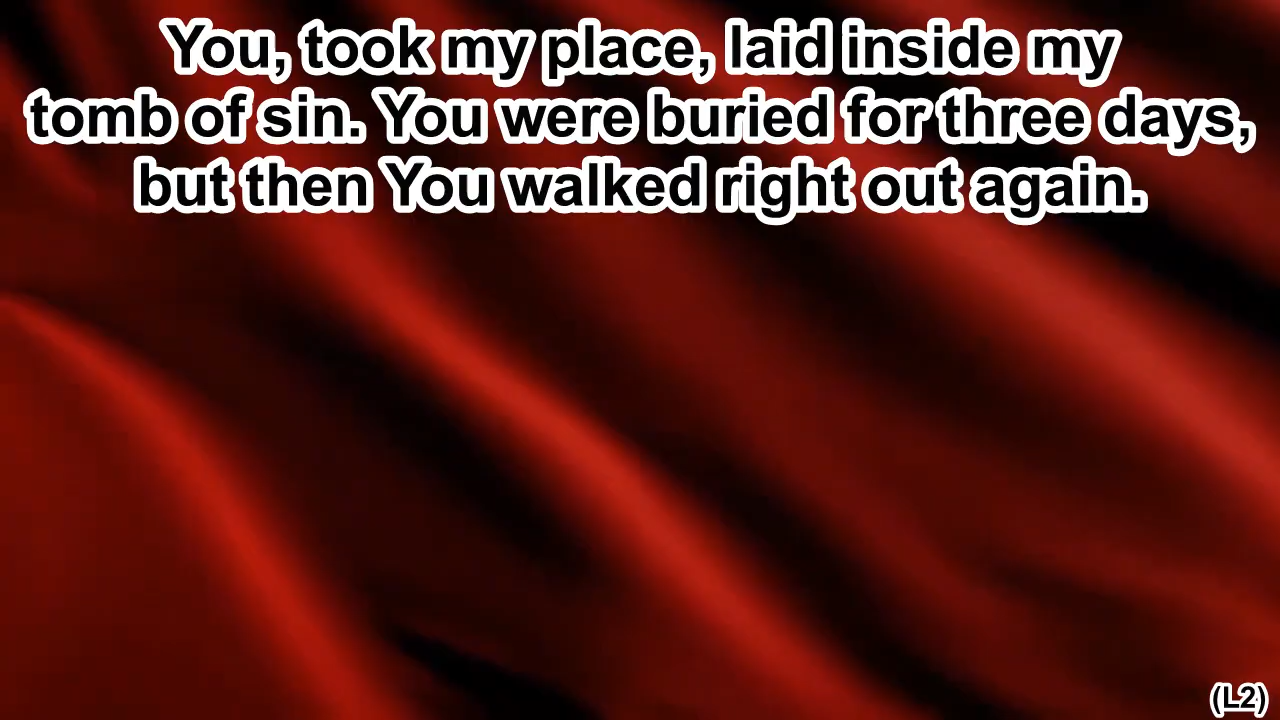 You, took my place, laid inside my
tomb of sin. You were buried for three days,
but then You walked right out again.
(L2)